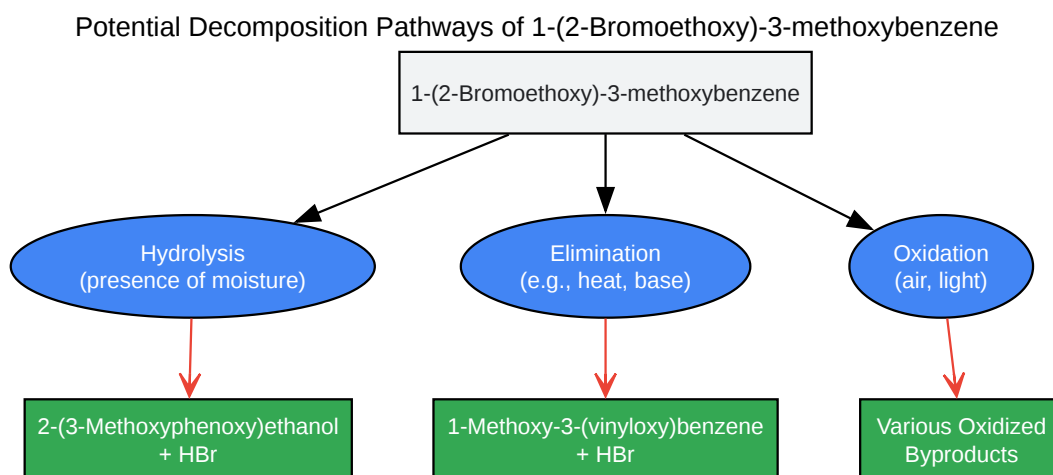 Potential Decomposition Pathways of 1-(2-Bromoethoxy)-3-methoxybenzene
1-(2-Bromoethoxy)-3-methoxybenzene
Hydrolysis
(presence of moisture)
Elimination
(e.g., heat, base)
Oxidation
(air, light)
2-(3-Methoxyphenoxy)ethanol
+ HBr
1-Methoxy-3-(vinyloxy)benzene
+ HBr
Various Oxidized
Byproducts